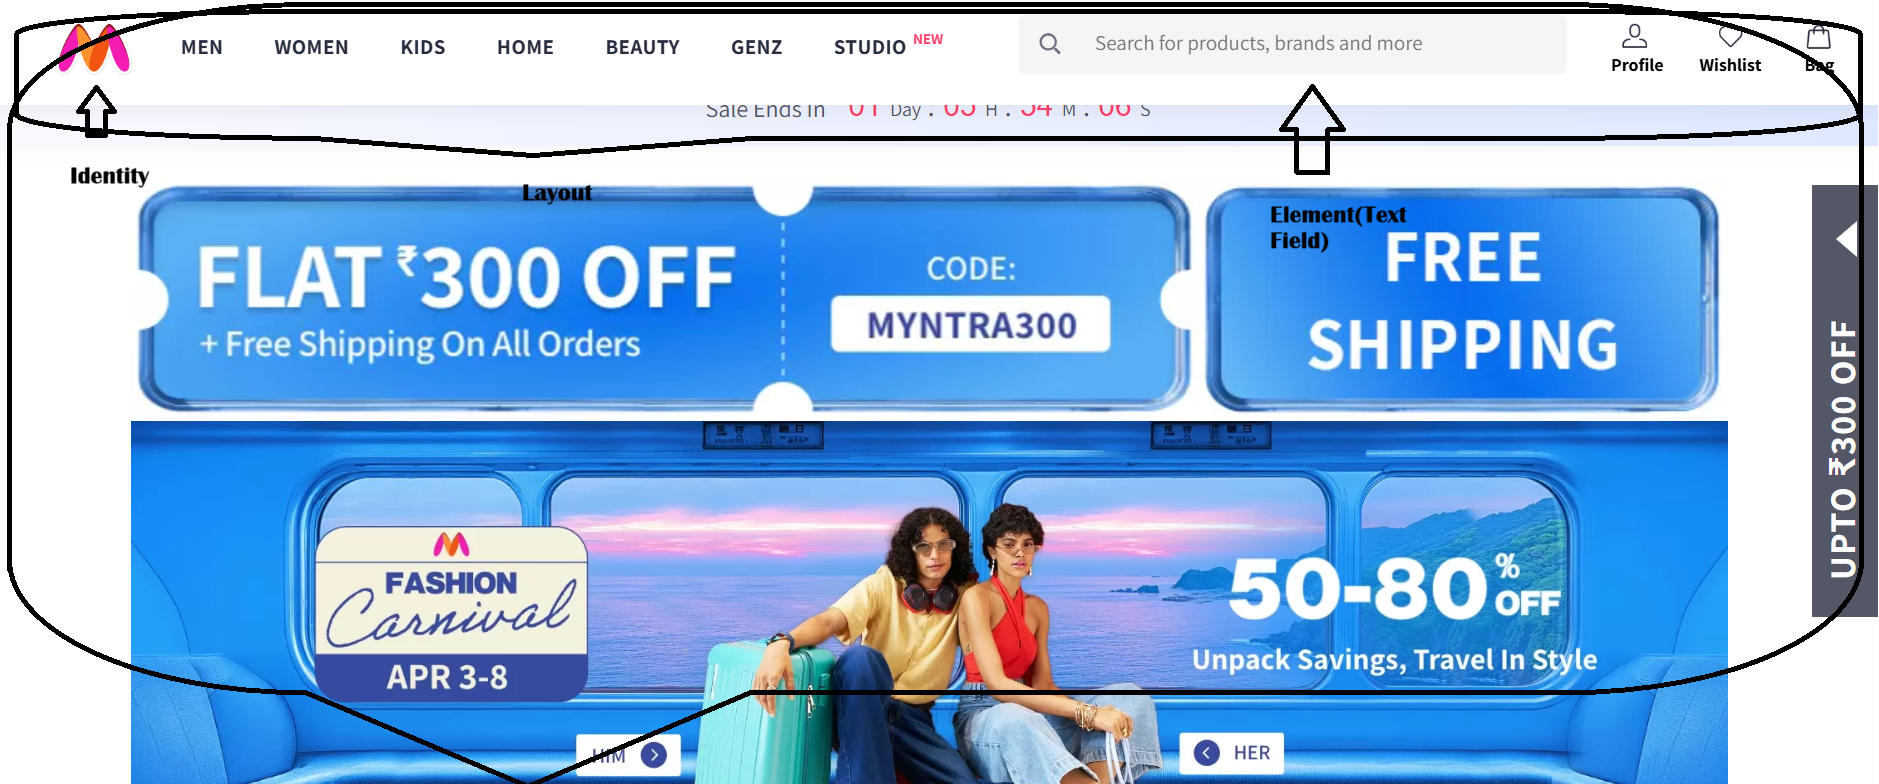 MEN WOMEN KIDS HOME BEAUTY GENZ STUDIO NEW
Search for products, brands and more
Profile Wishlist Bag
Sale Ends In 01 Day : 05 H : 54 M : 06 S
Identity
Layout
Element(Text
Field)
FLAT ₹300 OFF
+ Free Shipping On All Orders
CODE:
MYNTRA300
FREE
SHIPPING
UPTO ₹300 OFF
FASHION
Carnival
APR 3-8
50-80% OFF
Unpack Savings, Travel In Style
HIM
HER